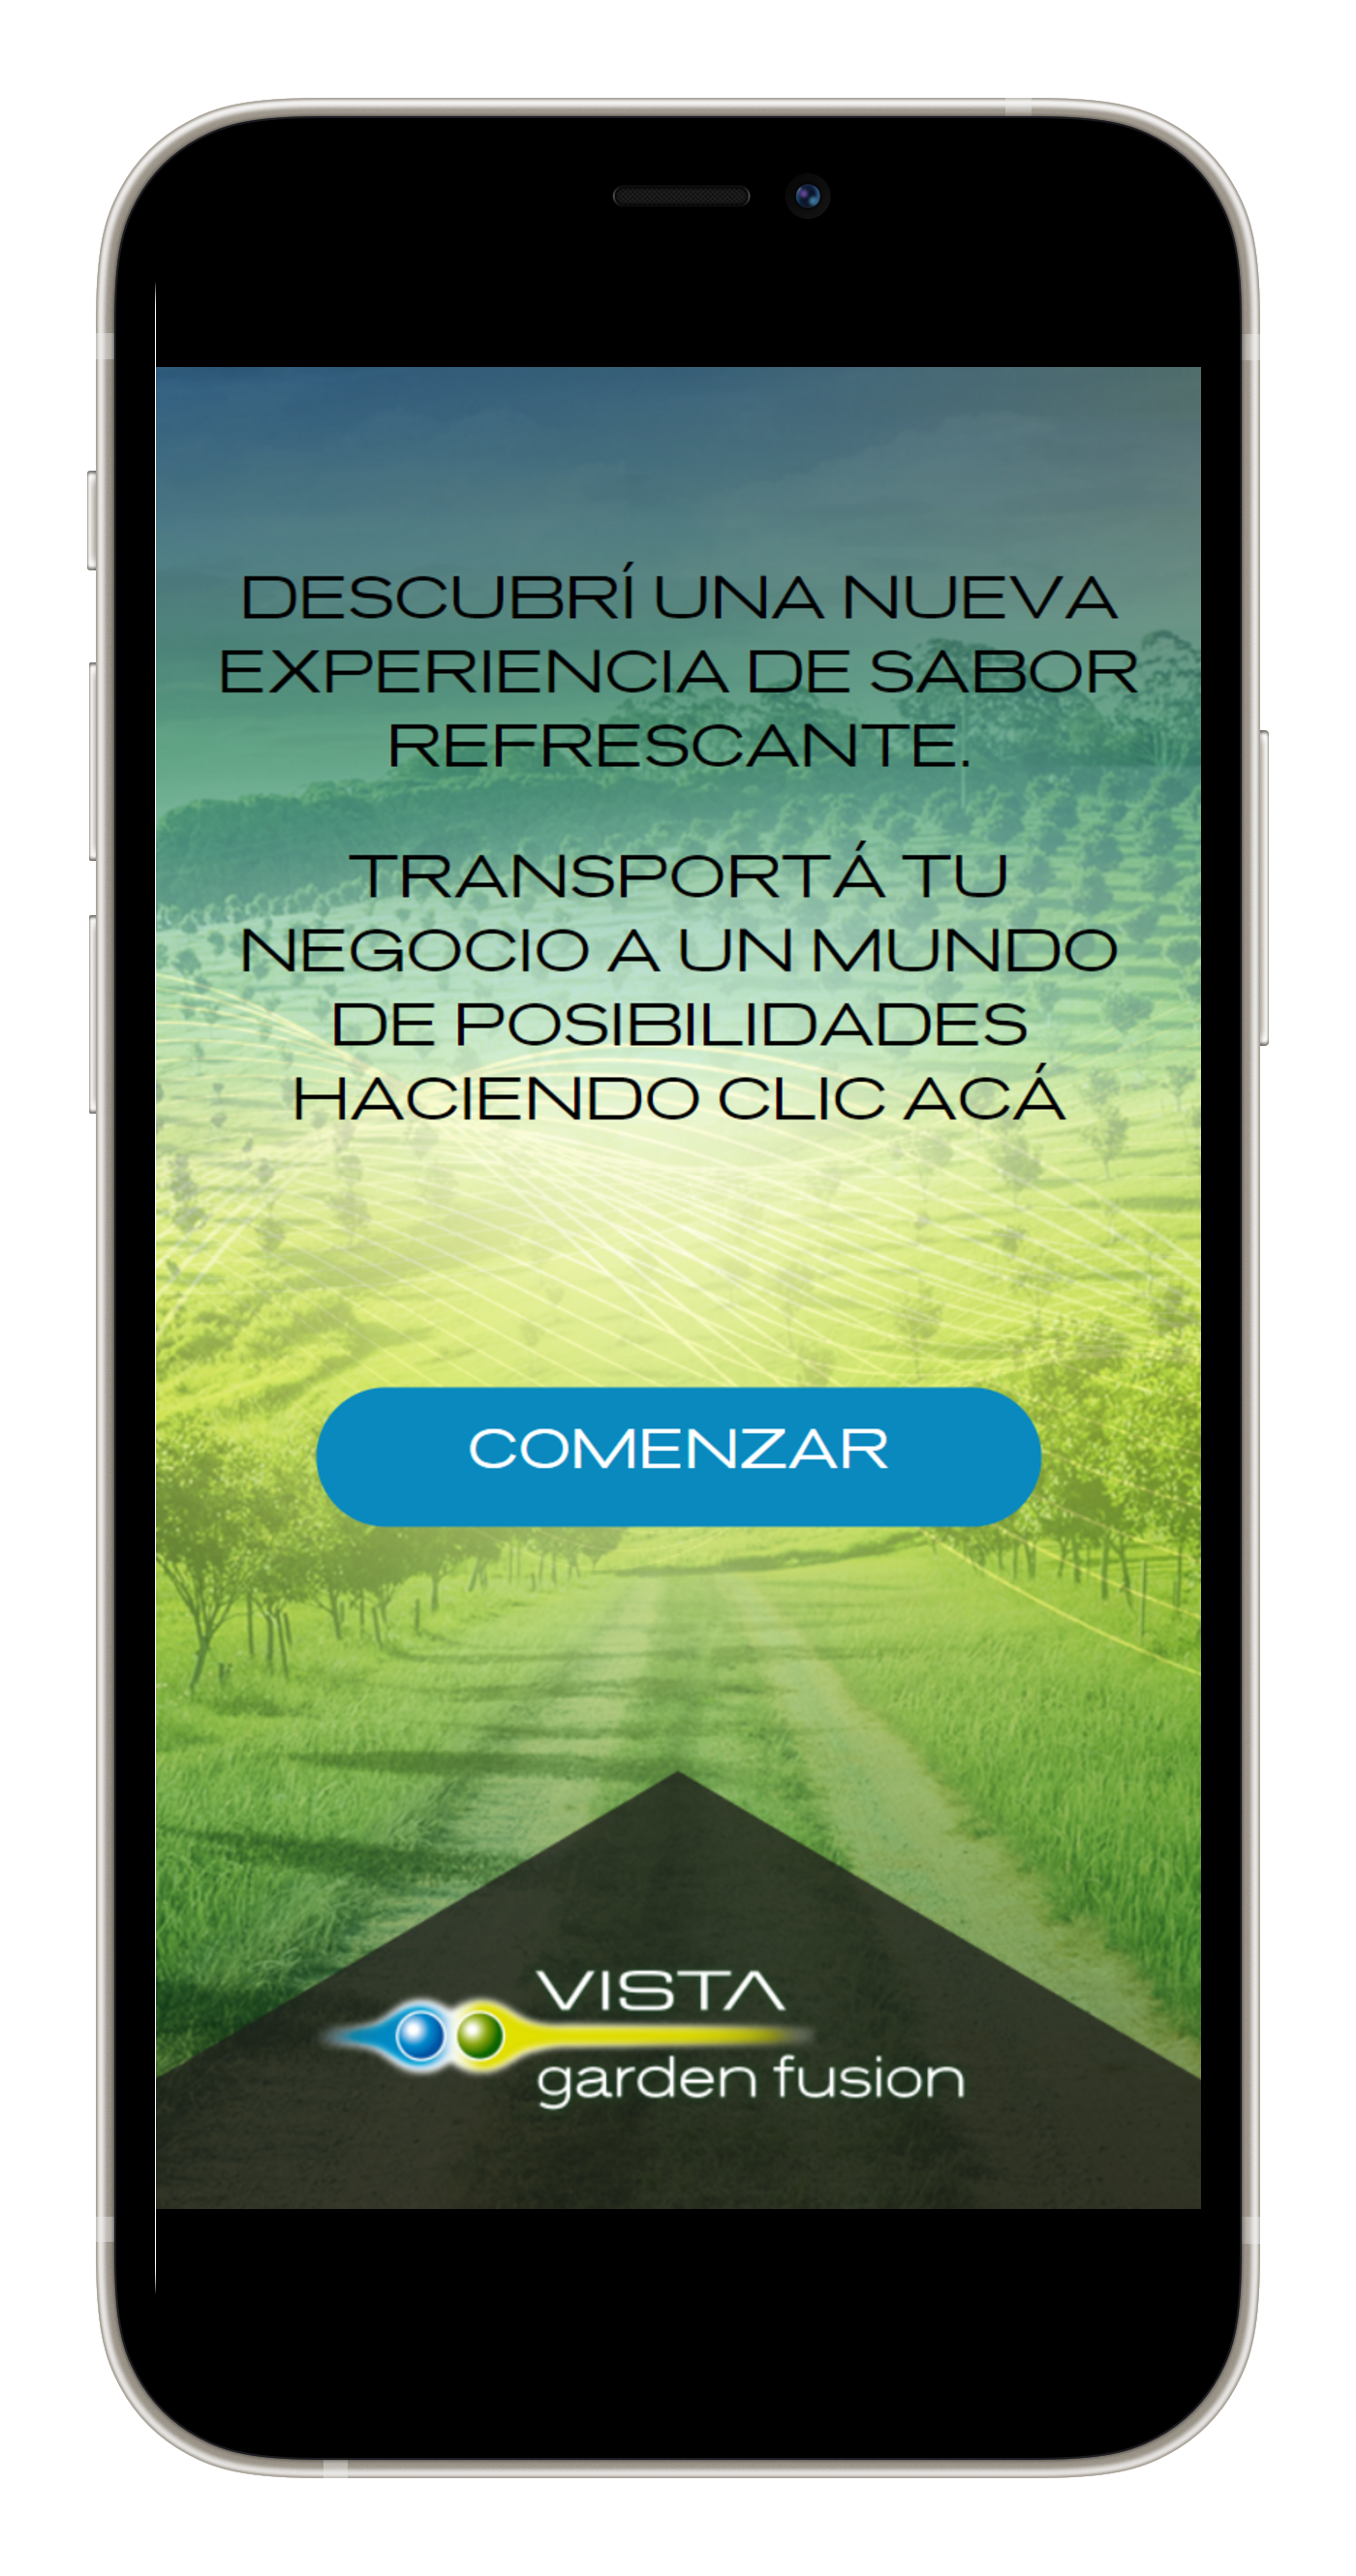 DESCUBRÍ UNA NUEVA
EXPERIENCIA DE SABOR
REFRESCANTE.
TRANSPORTÁ TU
NEGOCIO A UN MUNDO
DE POSIBILIDADES
HACIENDO CLIC ACÁ
COMENZAR
VISTA
garden fusion